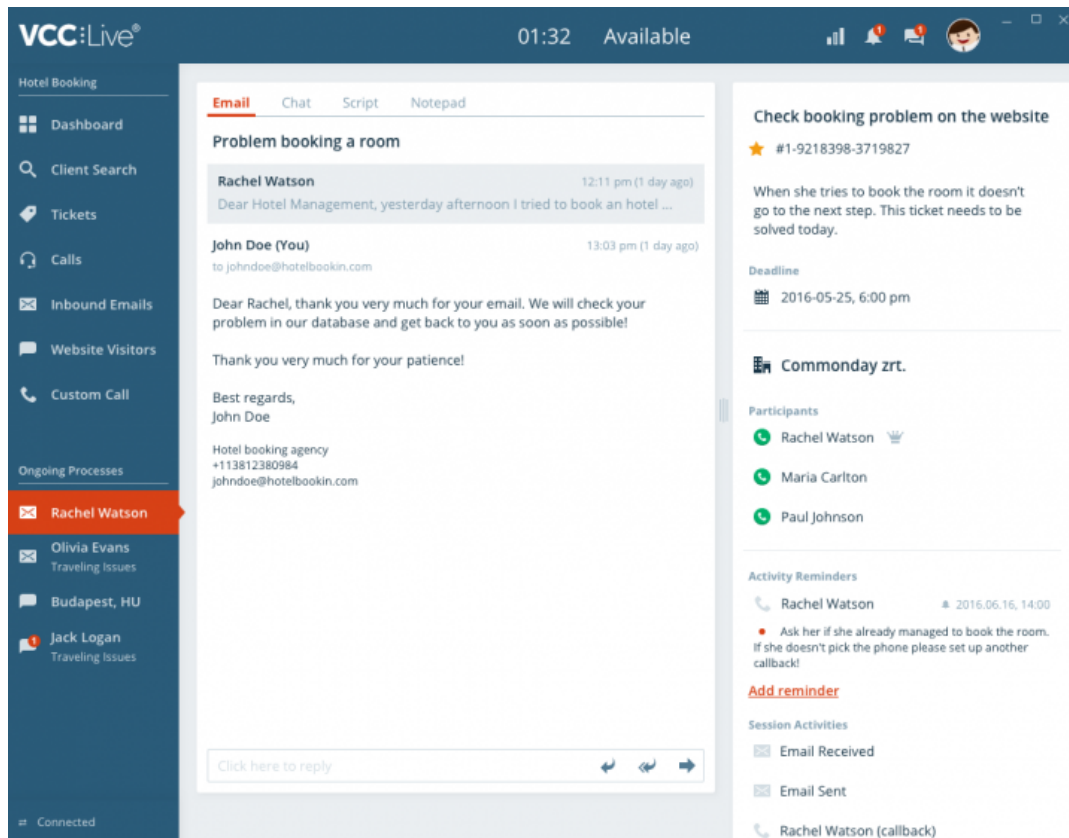 VCC:Live®
01:32 Available
1
1
Hotel Booking
Dashboard
Client Search
Tickets
Calls
Inbound Emails
Website Visitors
Custom Call
Ongoing Processes
Rachel Watson
Olivia Evans
Traveling Issues
Budapest, HU
1
Jack Logan
Traveling Issues
Connected
Email Chat Script Notepad
Problem booking a room
Rachel Watson 12:11 pm (1 day ago)
Dear Hotel Management, yesterday afternoon I tried to book an hotel ...
John Doe (You) 13:03 pm (1 day ago)
to johndoe@hotelbookin.com
Dear Rachel, thank you very much for your email. We will check your
problem in our database and get back to you as soon as possible!
Thank you very much for your patience!
Best regards,
John Doe
Hotel booking agency
+113812380984
johndoe@hotelbookin.com
Click here to reply
Check booking problem on the website
#1-9218398-3719827
When she tries to book the room it doesn't
go to the next step. This ticket needs to be
solved today.
Deadline
2016-05-25, 6:00 pm
Commonday zrt.
Participants
Rachel Watson
Maria Carlton
Paul Johnson
Activity Reminders
Rachel Watson 2016.06.16, 14:00
Ask her if she already managed to book the room.
If she doesn't pick the phone please set up another
callback!
Add reminder
Session Activities
Email Received
Email Sent
Rachel Watson (callback)